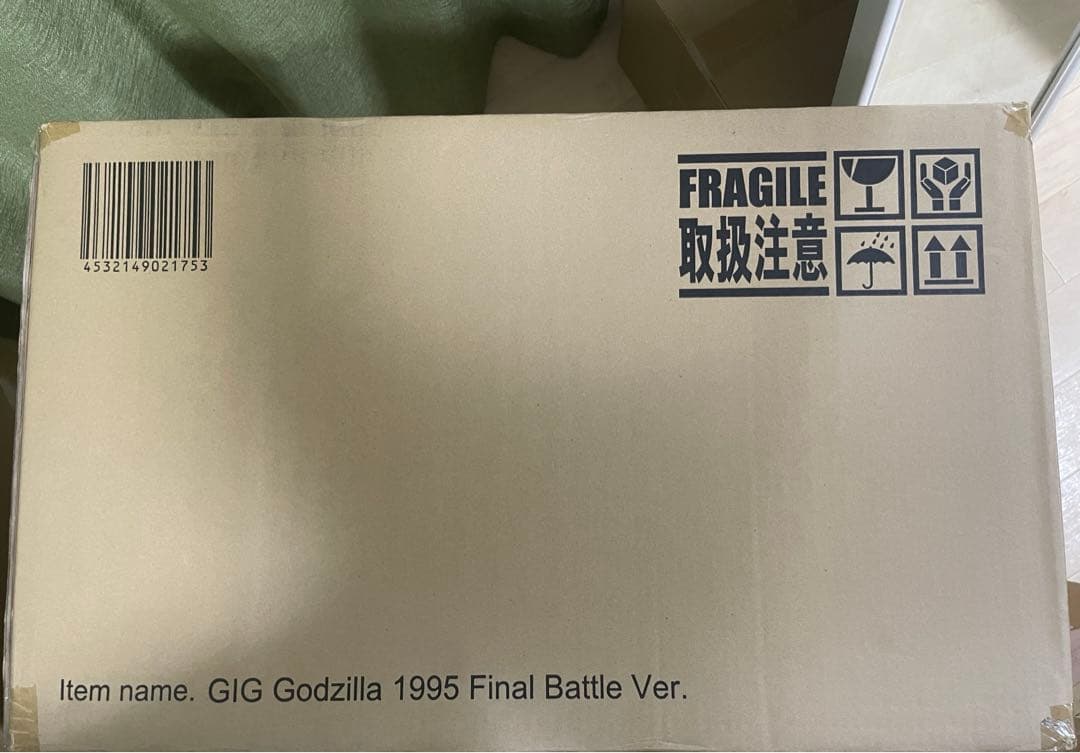 4532149021753
FRAGILE
取扱注意
Item name. GIG Godzilla 1995 Final Battle Ver.